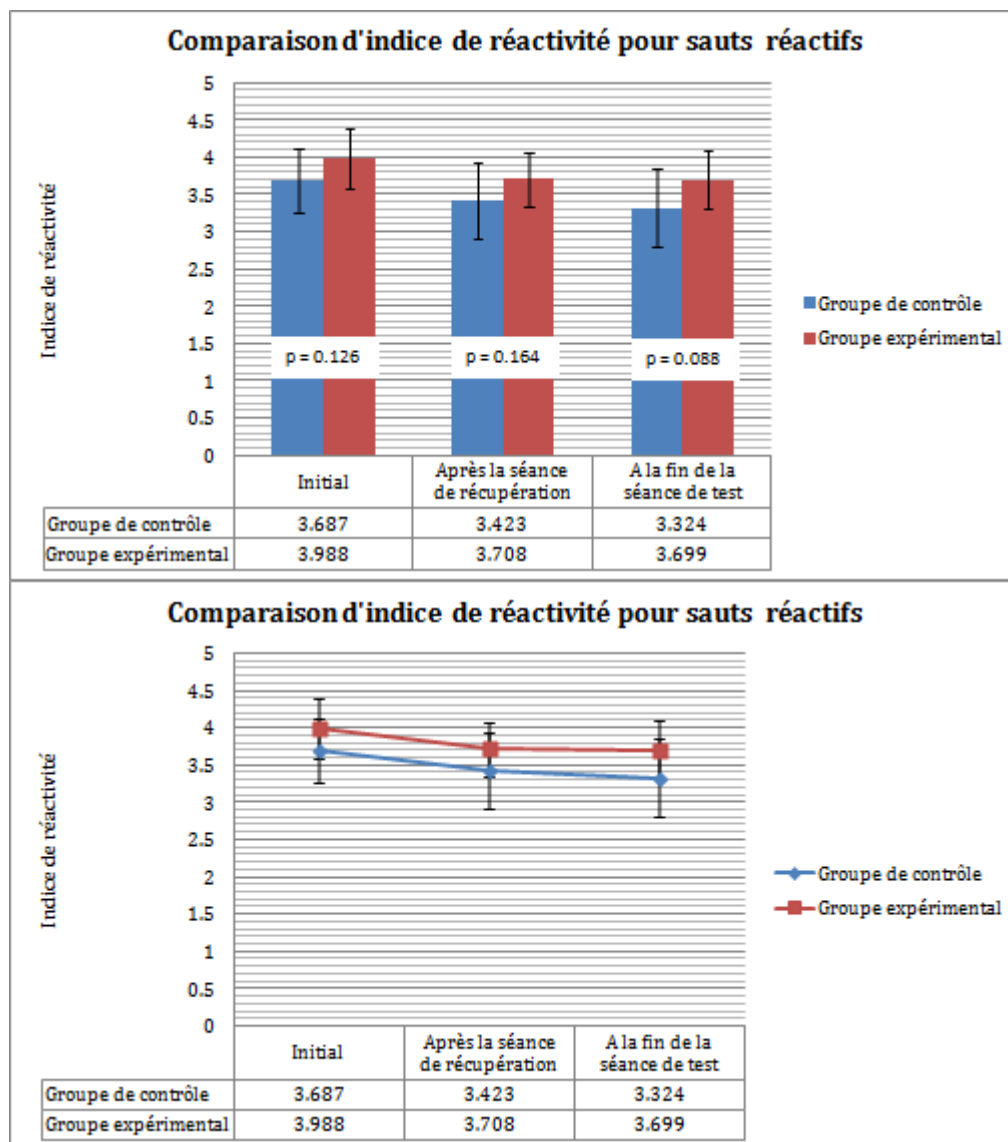 Comparaison d'indice de réactivité pour sauts réactifs
Indice de réactivité
5
4.5
4
3.5
3
2.5
2
1.5
1
0.5
0
p = 0.126
p = 0.164
p = 0.088
Groupe de contrôle
Groupe expérimental
Initial
Après la séance
de récupération
A la fin de la
séance de test
Groupe de contrôle 3.687 3.423 3.324
Groupe expérimental 3.988 3.708 3.699
Comparaison d'indice de réactivité pour sauts réactifs
Indice de réactivité
5
4.5
4
3.5
3
2.5
2
1.5
1
0.5
0
Groupe de contrôle
Groupe expérimental
Initial
Après la séance
de récupération
A la fin de la
séance de test
Groupe de contrôle 3.687 3.423 3.324
Groupe expérimental 3.988 3.708 3.699